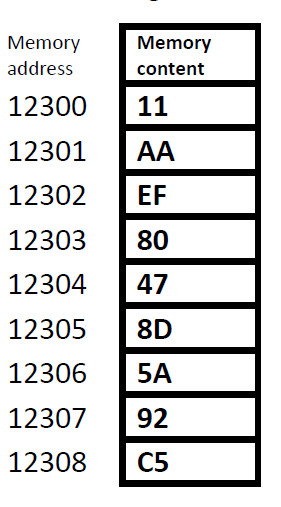 Memory address Memory content
12300 11
12301 AA
12302 EF
12303 80
12304 47
12305 8D
12306 5A
12307 92
12308 C5